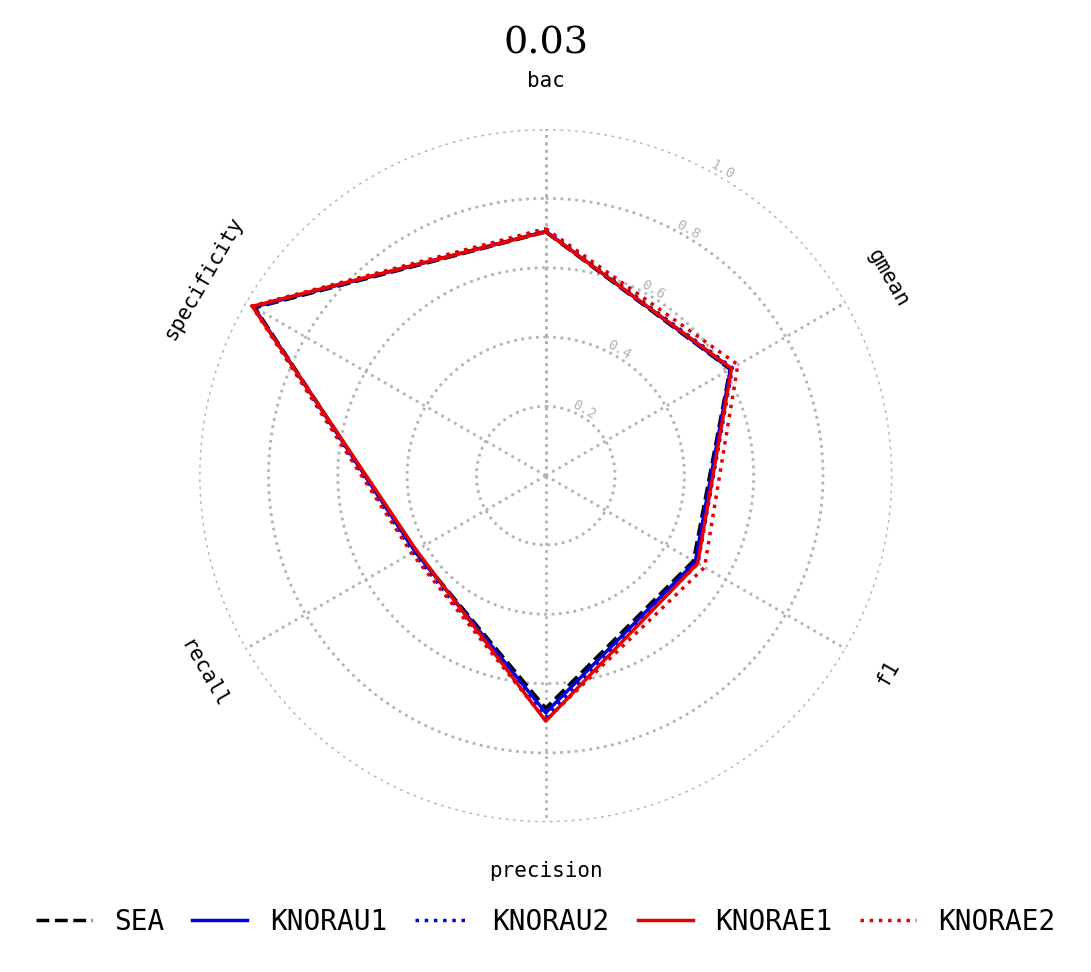 0.03
bac
1.0
0.8
0.6
0.4
0.2
gmean
specificity
recall
f1
precision
SEA KNORAU1 KNORAU2 KNORAE1 KNORAE2